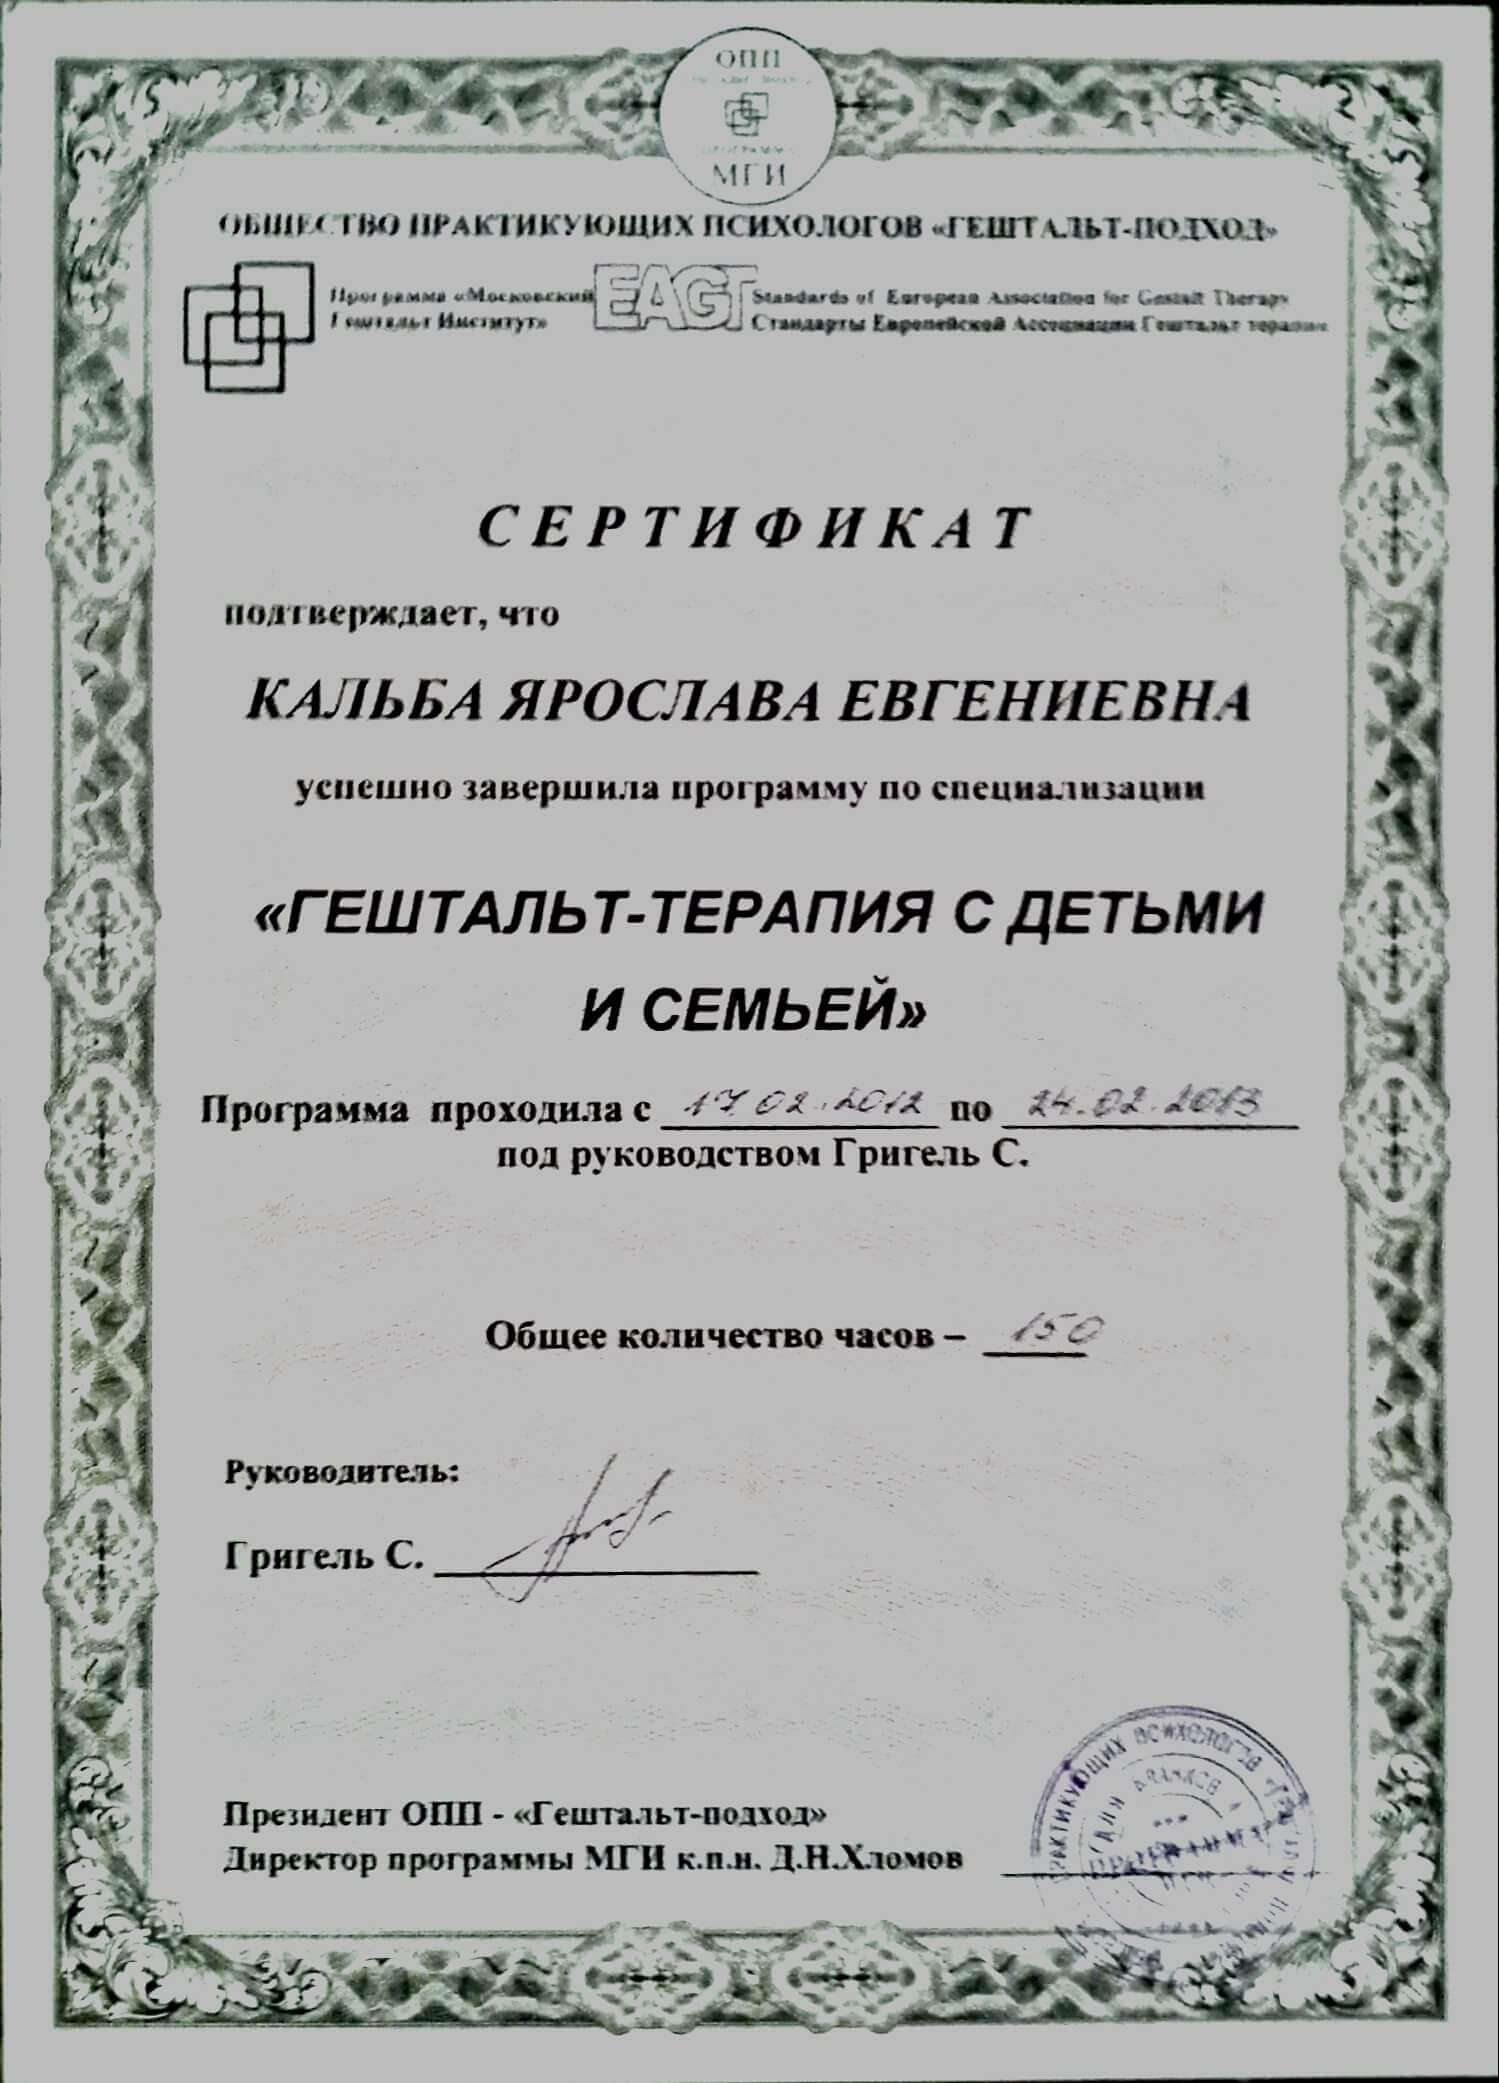 ОПП
МГИ
ОБЩЕСТВО ПРАКТИКУЮЩИХ ПСИХОЛОГОВ «ГЕШТАЛЬТ-ПОДХОД»
Программа «Московский
Гештальт Институт»
EAGT
Standards of European Association for Gestalt Therapy
Стандарты Европейской Ассоциации Гештальт терапии
СЕРТИФИКАТ
подтверждает, что
КАЛЬБА ЯРОСЛАВА ЕВГЕНИЕВНА
успешно завершила программу по специализации
«ГЕШТАЛЬТ-ТЕРАПИЯ С ДЕТЬМИ
И СЕМЬЕЙ»
Программа проходила с 17.02.2012 по 24.02.2013
под руководством Григель С.
Общее количество часов – 150
Руководитель:
Григель С.
Президент ОПП - «Гештальт-подход»
Директор программы МГИ к.п.н. Д.Н.Хломов
ПРАКТИКУЮЩИХ ПСИХОЛОГОВ
ПРОГРАММА